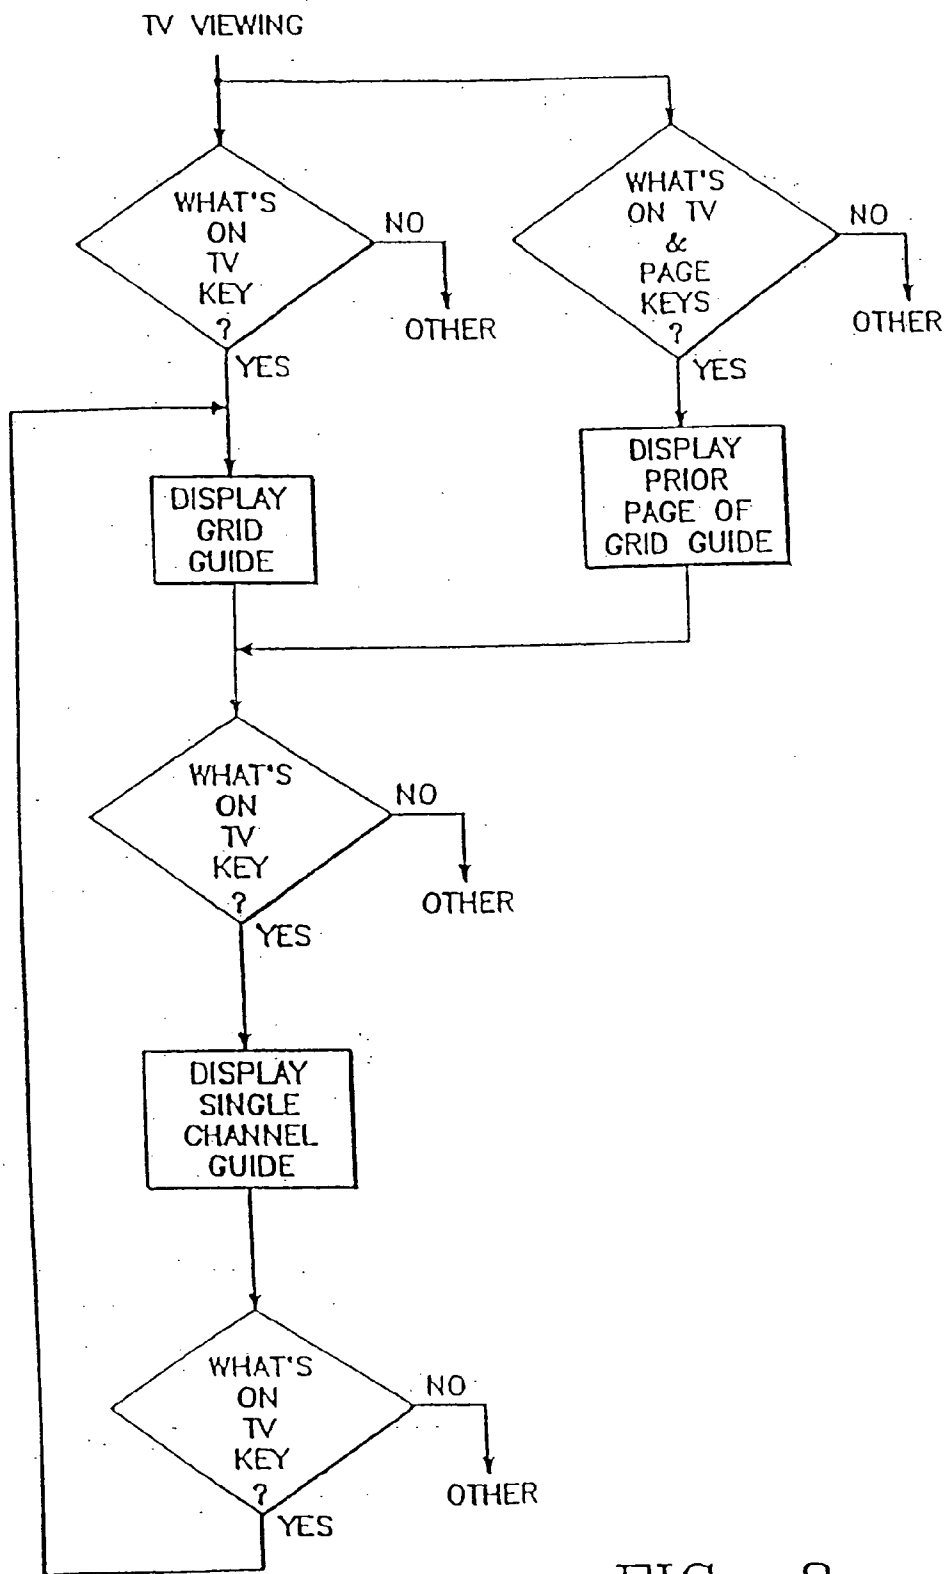 TV VIEWING
WHAT'S
ON
TV
KEY
?
NO
OTHER
YES
WHAT'S
ON TV
&
PAGE
KEYS
?
NO
OTHER
YES
DISPLAY
GRID
GUIDE
DISPLAY
PRIOR
PAGE OF
GRID GUIDE
WHAT'S
ON
TV
KEY
?
NO
OTHER
YES
DISPLAY
SINGLE
CHANNEL
GUIDE
WHAT'S
ON
TV
KEY
?
NO
OTHER
YES